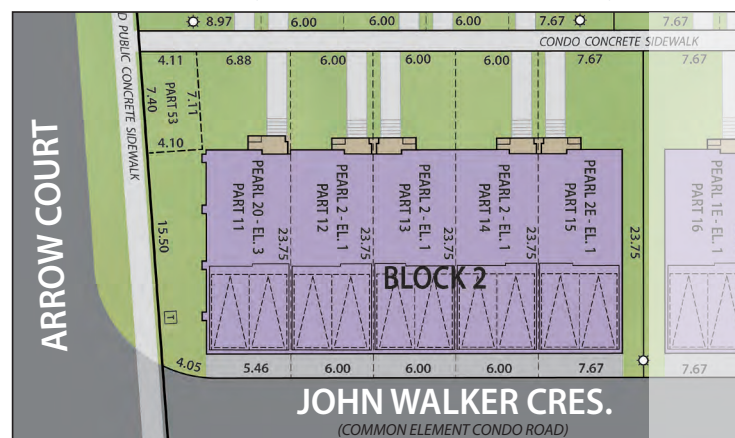 8.97 6.00 6.00 6.00 7.67 7.67
CONDO CONCRETE SIDEWALK
4.11 6.88 6.00 6.00 6.00 7.67 7.67
D PUBLIC CONCRETE SIDEWALK
7.40
PART 53
7.11
4.10
15.50
T
4.05
ARROW COURT
PEARL 20 - EL. 3
PART 11
23.75
PEARL 2 - EL. 1
PART 12
23.75
PEARL 2 - EL. 1
PART 13
23.75
PEARL 2 - EL. 1
PART 14
23.75
PEARL 2E - EL. 1
PART 15
23.75
PEARL 1E - EL. 1
PART 16
BLOCK 2
5.46 6.00 6.00 6.00 7.67 7.67
JOHN WALKER CRES.
(COMMON ELEMENT CONDO ROAD)